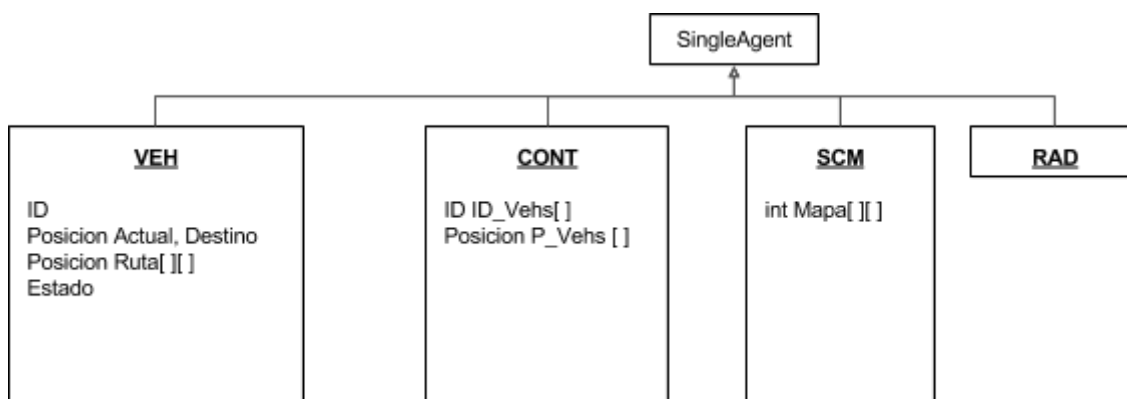 SingleAgent
VEH
ID
Posicion Actual, Destino
Posicion Ruta[ ][ ]
Estado
CONT
ID ID_Vehs[ ]
Posicion P_Vehs [ ]
SCM
int Mapa[ ][ ]
RAD